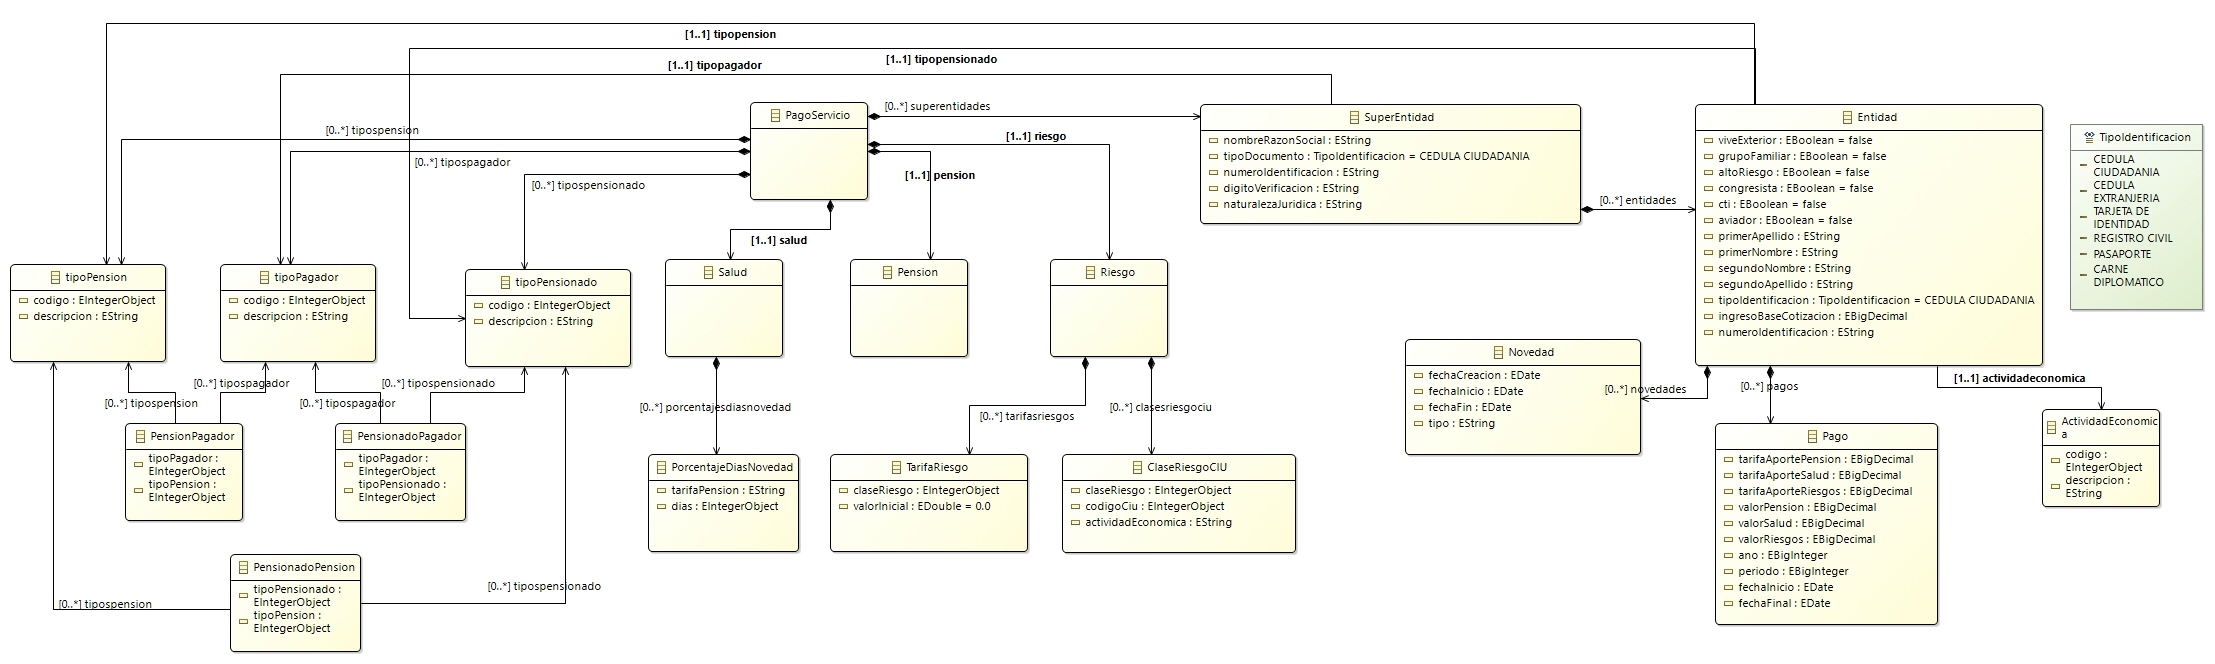 [1..1] tipopension
[1..1] tipopensionado
[1..1] tipopagador
PagoServicio
[0..*] superentidades
[0..*] tipospension
[0..*] tipospagador
[0..*] tipospensionado
[1..1] riesgo
[1..1] pension
[1..1] salud
SuperEntidad
nombreRazonSocial : EString
tipoDocumento : TipoIdentificacion = CEDULA CIUDADANIA
numeroIdentificacion : EString
digitoVerificacion : EString
naturalezaJuridica : EString
[0..*] entidades
Entidad
viveExterior : EBoolean = false
grupoFamiliar : EBoolean = false
altoRiesgo : EBoolean = false
congresista : EBoolean = false
cti : EBoolean = false
aviador : EBoolean = false
primerApellido : EString
primerNombre : EString
segundoNombre : EString
segundoApellido : EString
tipoIdentificacion : TipoIdentificacion = CEDULA CIUDADANIA
ingresoBaseCotizacion : EBigDecimal
numeroIdentificacion : EString
TipoIdentificacion
CEDULA
CIUDADANIA
CEDULA
EXTRANJERIA
TARJETA DE
IDENTIDAD
REGISTRO CIVIL
PASAPORTE
CARNE
DIPLOMATICO
tipoPension
codigo : EIntegerObject
descripcion : EString
tipoPagador
codigo : EIntegerObject
descripcion : EString
tipoPensionado
codigo : EIntegerObject
descripcion : EString
Salud
Pension
Riesgo
Novedad
fechaCreacion : EDate
fechaInicio : EDate
fechaFin : EDate
tipo : EString
[0..*] novedades
[0..*] pagos
[1..1] actividadeconomica
[0..*] tipospagador
[0..*] tipospensionado
[0..*] tipospension
[0..*] tipospagador
[0..*] porcentajesdiasnovedad
[0..*] tarifasriesgos
[0..*] clasesriesgociu
PensionPagador
tipoPagador :
EIntegerObject
tipoPension :
EIntegerObject
PensionadoPagador
tipoPagador :
EIntegerObject
tipoPensionado :
EIntegerObject
PorcentajeDiasNovedad
tarifaPension : EString
dias : EIntegerObject
TarifaRiesgo
claseRiesgo : EIntegerObject
valorInicial : EDouble = 0.0
ClaseRiesgoCIU
claseRiesgo : EIntegerObject
codigoCiu : EIntegerObject
actividadEconomica : EString
Pago
tarifaAportePension : EBigDecimal
tarifaAporteSalud : EBigDecimal
tarifaAporteRiesgos : EBigDecimal
valorPension : EBigDecimal
valorSalud : EBigDecimal
valorRiesgos : EBigDecimal
ano : EBigInteger
periodo : EBigInteger
fechaInicio : EDate
fechaFinal : EDate
ActividadEconomic
a
codigo :
EIntegerObject
descripcion :
EString
PensionadoPension
tipoPensionado :
EIntegerObject
tipoPension :
EIntegerObject
[0..*] tipospension
[0..*] tipospensionado